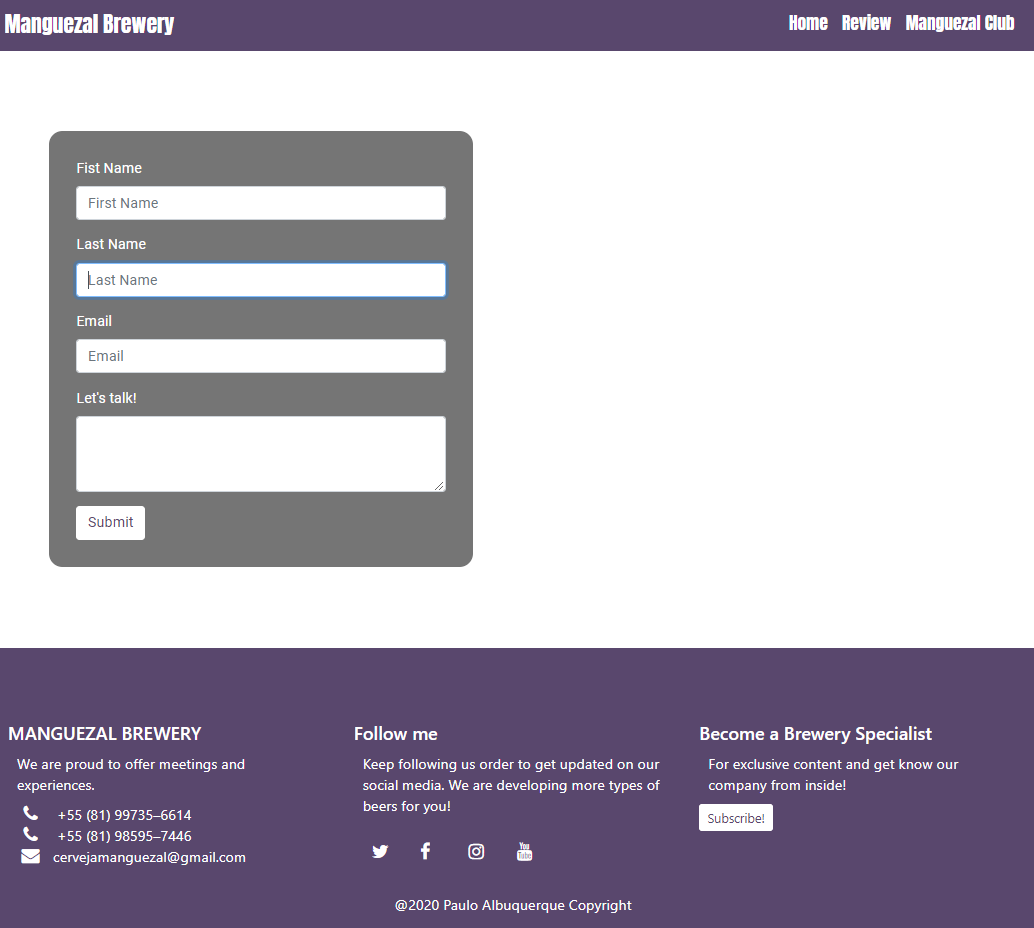 Manguezal Brewery
Home Review Manguezal Club
Fist Name
First Name
Last Name
Last Name
Email
Email
Let's talk!
Submit
MANGUEZAL BREWERY
We are proud to offer meetings and
experiences.
+55 (81) 99735–6614
+55 (81) 98595–7446
cervejamanguezal@gmail.com
Follow me
Keep following us order to get updated on our
social media. We are developing more types of
beers for you!
You
Tube
Become a Brewery Specialist
For exclusive content and get know our
company from inside!
Subscribe!
@2020 Paulo Albuquerque Copyright